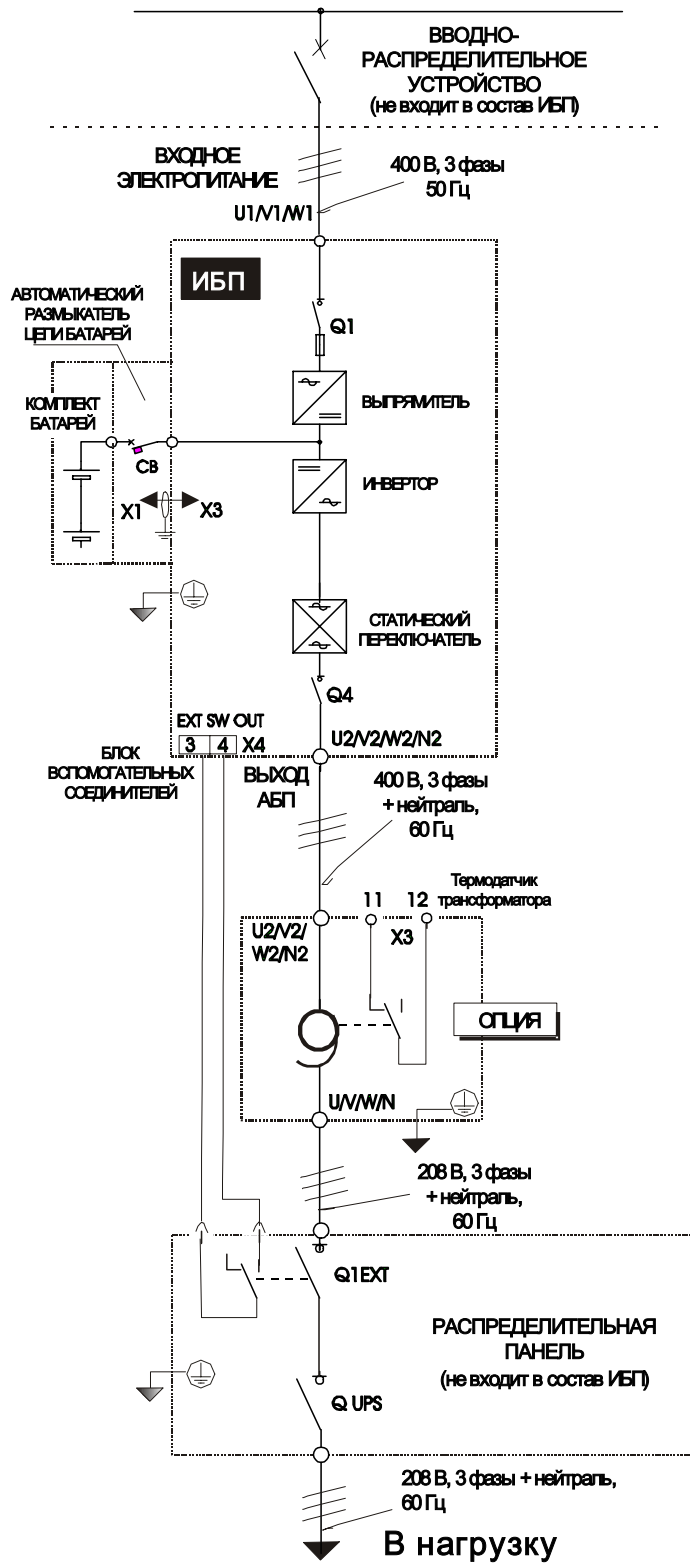 ВВОДНО-
РАСПРЕДЕЛИТЕЛЬНОЕ
УСТРОЙСТВО
(не входит в состав ИБП)
ВХОДНОЕ
ЭЛЕКТРОПИТАНИЕ
400 В, 3 фазы
50 Гц
U1/V1/W1
ИБП
АВТОМАТИЧЕСКИЙ
РАЗМЫКАТЕЛЬ
ЦЕПИ БАТАРЕЙ
Q1
КОМПЛЕКТ
БАТАРЕЙ
ВЫПРЯМИТЕЛЬ
CB
ИНВЕРТОР
X1
X3
СТАТИЧЕСКИЙ
ПЕРЕКЛЮЧАТЕЛЬ
Q4
EXT SW OUT
3 4 X4
U2/V2/W2/N2
БЛОК
ВСПОМОГАТЕЛЬНЫХ
СОЕДИНИТЕЛЕЙ
ВЫХОД
АБП
400 В, 3 фазы
+ нейтраль,
60 Гц
11 12
Термодатчик
трансформатора
U2/V2/
W2/N2
X3
ОПЦИЯ
U/V/W/N
208 В, 3 фазы
+ нейтраль,
60 Гц
Q1EXT
РАСПРЕДЕЛИТЕЛЬНАЯ
ПАНЕЛЬ
(не входит в состав ИБП)
Q UPS
208 В, 3 фазы + нейтраль,
60 Гц
В нагрузку